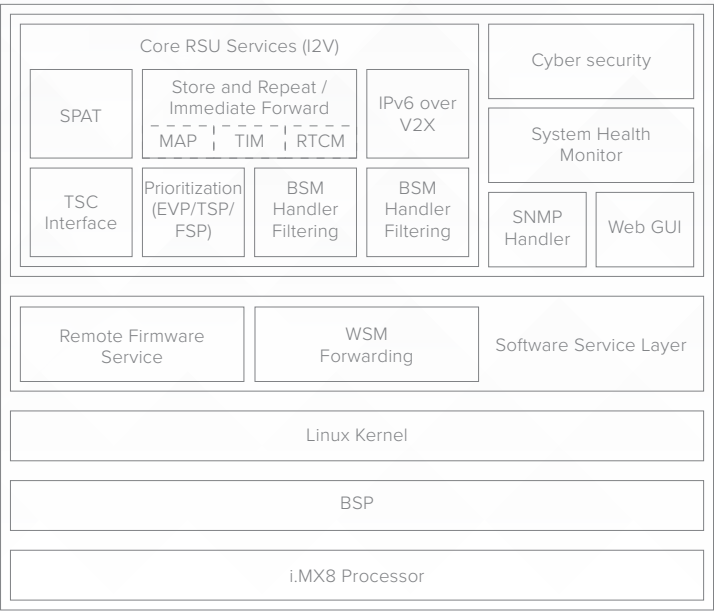 Core RSU Services (I2V)
SPAT
Store and Repeat /
Immediate Forward
MAP
TIM
RTCM
IPv6 over
V2X
TSC
Interface
Prioritization
(EVP/TSP/
FSP)
BSM
Handler
Filtering
BSM
Handler
Filtering
Cyber security
System Health
Monitor
SNMP
Handler
Web GUI
Remote Firmware
Service
WSM
Forwarding
Software Service Layer
Linux Kernel
BSP
i.MX8 Processor